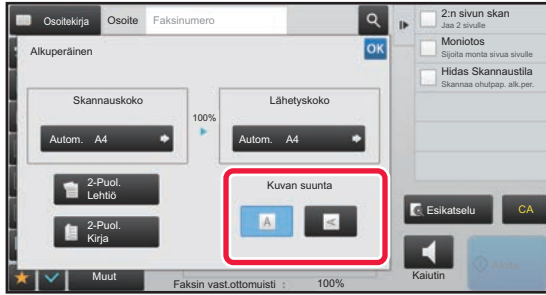 Osoitekirja Osoite Faksinumero
Alkuperäinen OK
Skannauskoko
Autom. A4
100%
Lähetyskoko
Autom. A4
2-Puol.
Lehtiö
2-Puol.
Kirja
Kuvan suunta
A A
Muut
Faksin vast.ottomuisti : 100%
2:n sivun skan
Jaa 2 sivulle
Moniotos
Sijoita monta sivua sivulle
Hidas Skannaustila
Skannaa ohutpap. alk.per.
Esikatselu CA
Kaiutin